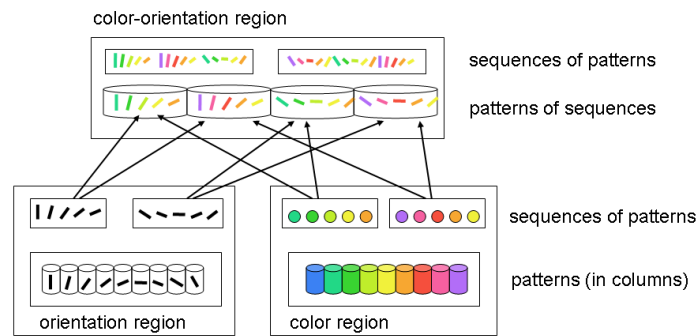 color-orientation region
sequences of patterns
patterns of sequences
sequences of patterns
patterns (in columns)
orientation region
color region